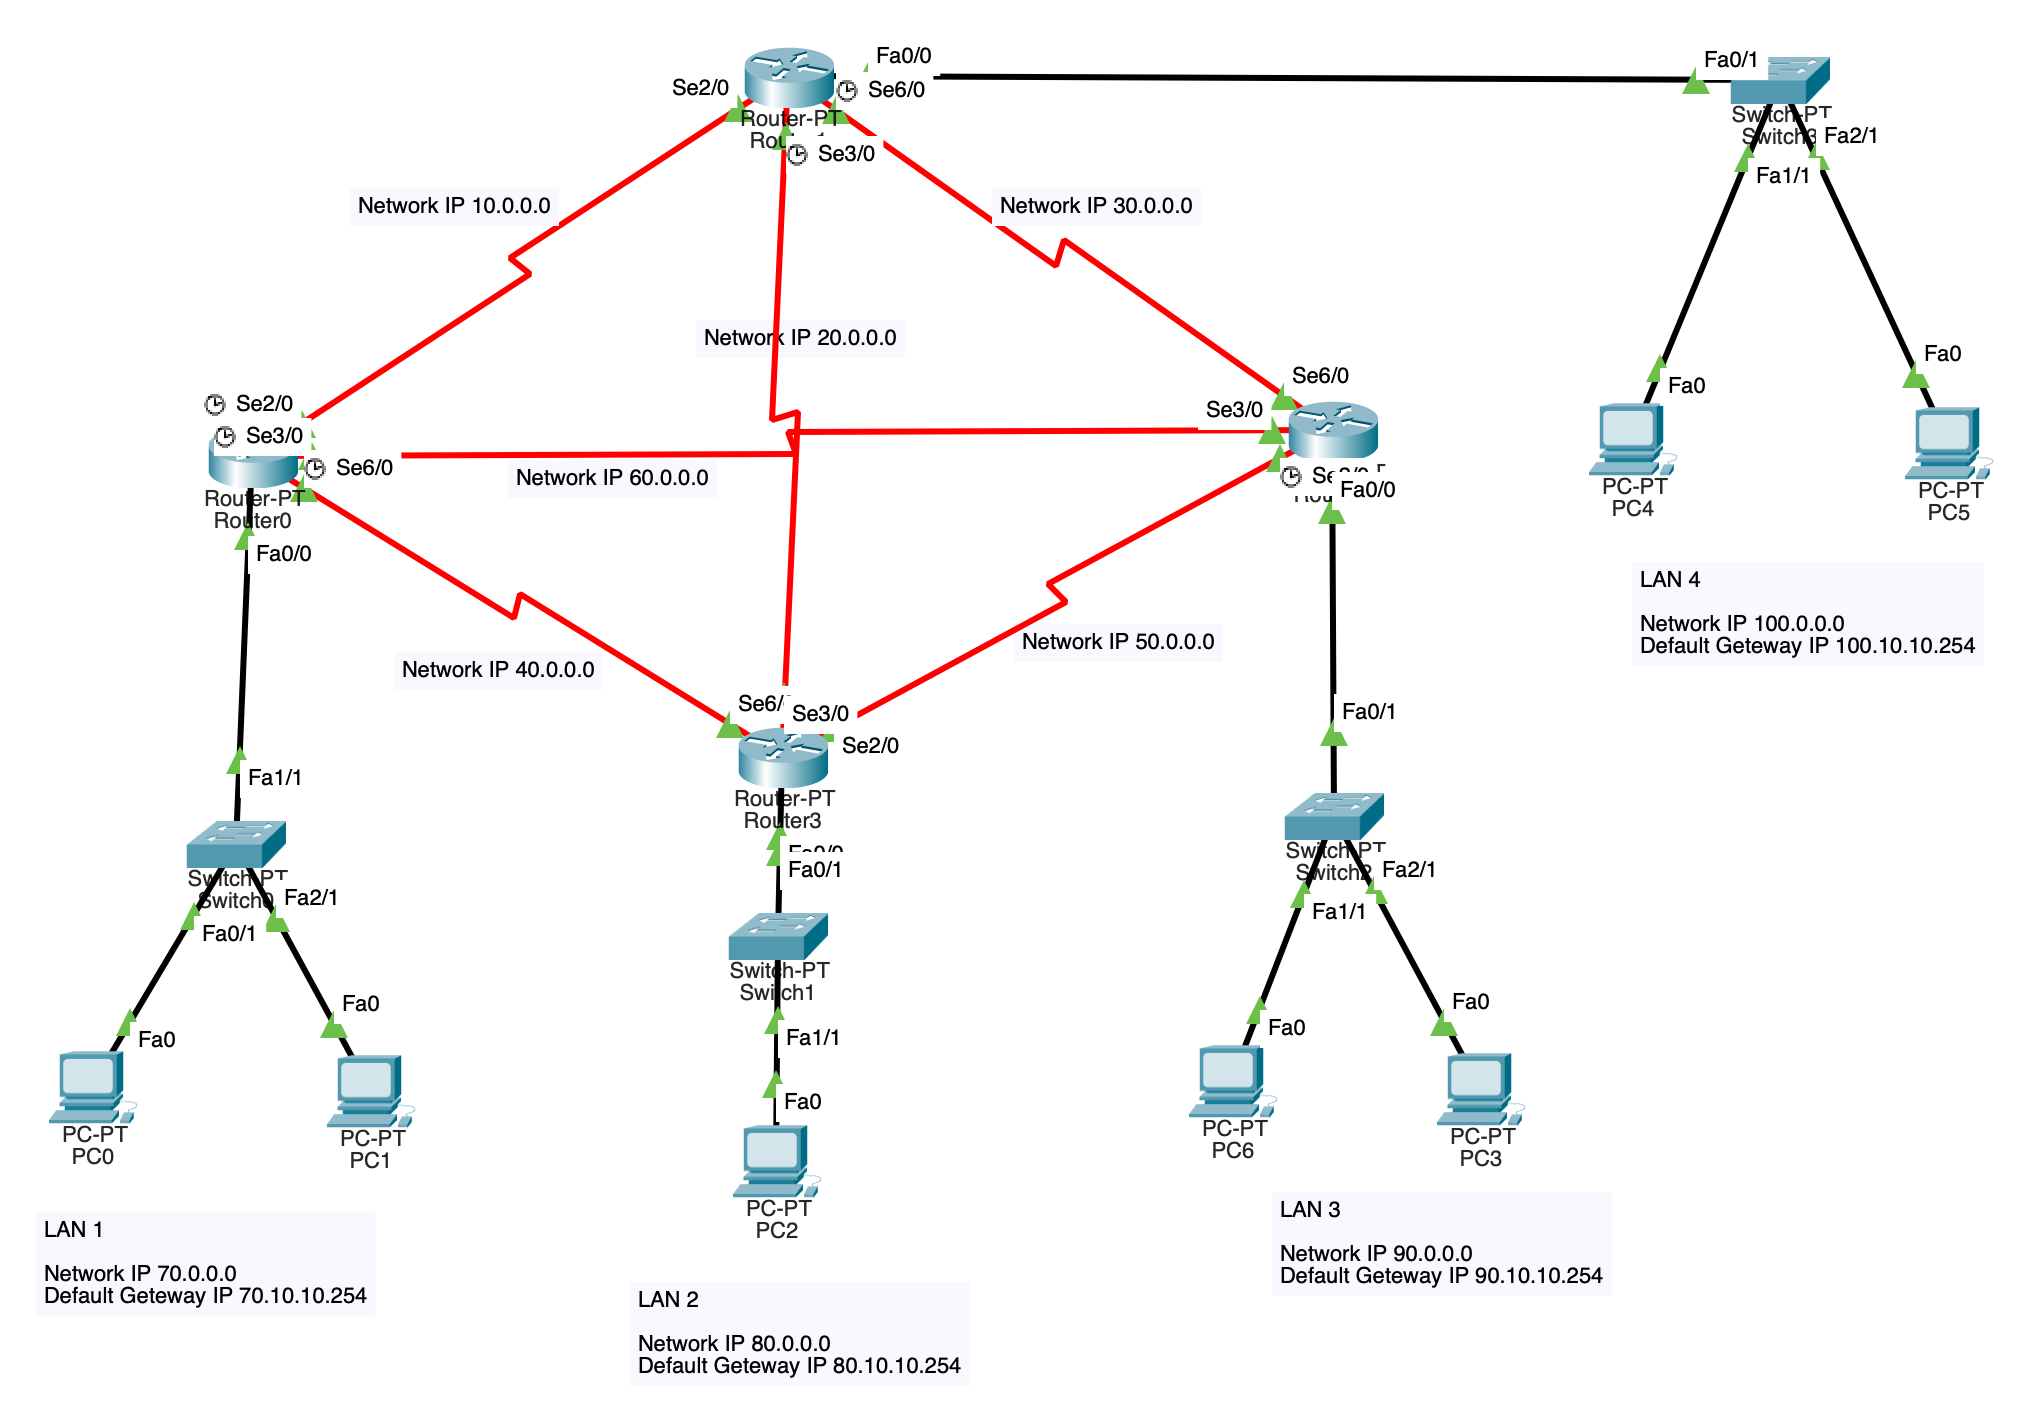 Fa0/0
Se2/0
Se6/0
Router-PT
Rou
Se3/0
Fa0/1
Switch-PT
Switch3
Fa2/1
Fa1/1
Network IP 10.0.0.0
Network IP 30.0.0.0
Network IP 20.0.0.0
Se6/0
Se3/0
Fa0/0
Se2/0
Se3/0
Se6/0
Router-PT
Router0
Fa0/0
Network IP 60.0.0.0
Fa0
Fa0
PC-PT
PC4
PC-PT
PC5
LAN 4
Network IP 100.0.0.0
Default Geteway IP 100.10.10.254
Network IP 40.0.0.0
Network IP 50.0.0.0
Se6/
Se3/0
Se2/0
Router-PT
Router3
Fa0/1
Switch-PT
Switch1
Fa1/1
Fa0
PC-PT
PC2
Fa1/1
Switch-PT
Switch0
Fa2/1
Fa0/1
Fa0
Fa0
PC-PT
PC0
PC-PT
PC1
Fa0/1
Switch-PT
Switch2
Fa2/1
Fa1/1
Fa0
Fa0
PC-PT
PC6
PC-PT
PC3
LAN 1
Network IP 70.0.0.0
Default Geteway IP 70.10.10.254
LAN 2
Network IP 80.0.0.0
Default Geteway IP 80.10.10.254
LAN 3
Network IP 90.0.0.0
Default Geteway IP 90.10.10.254